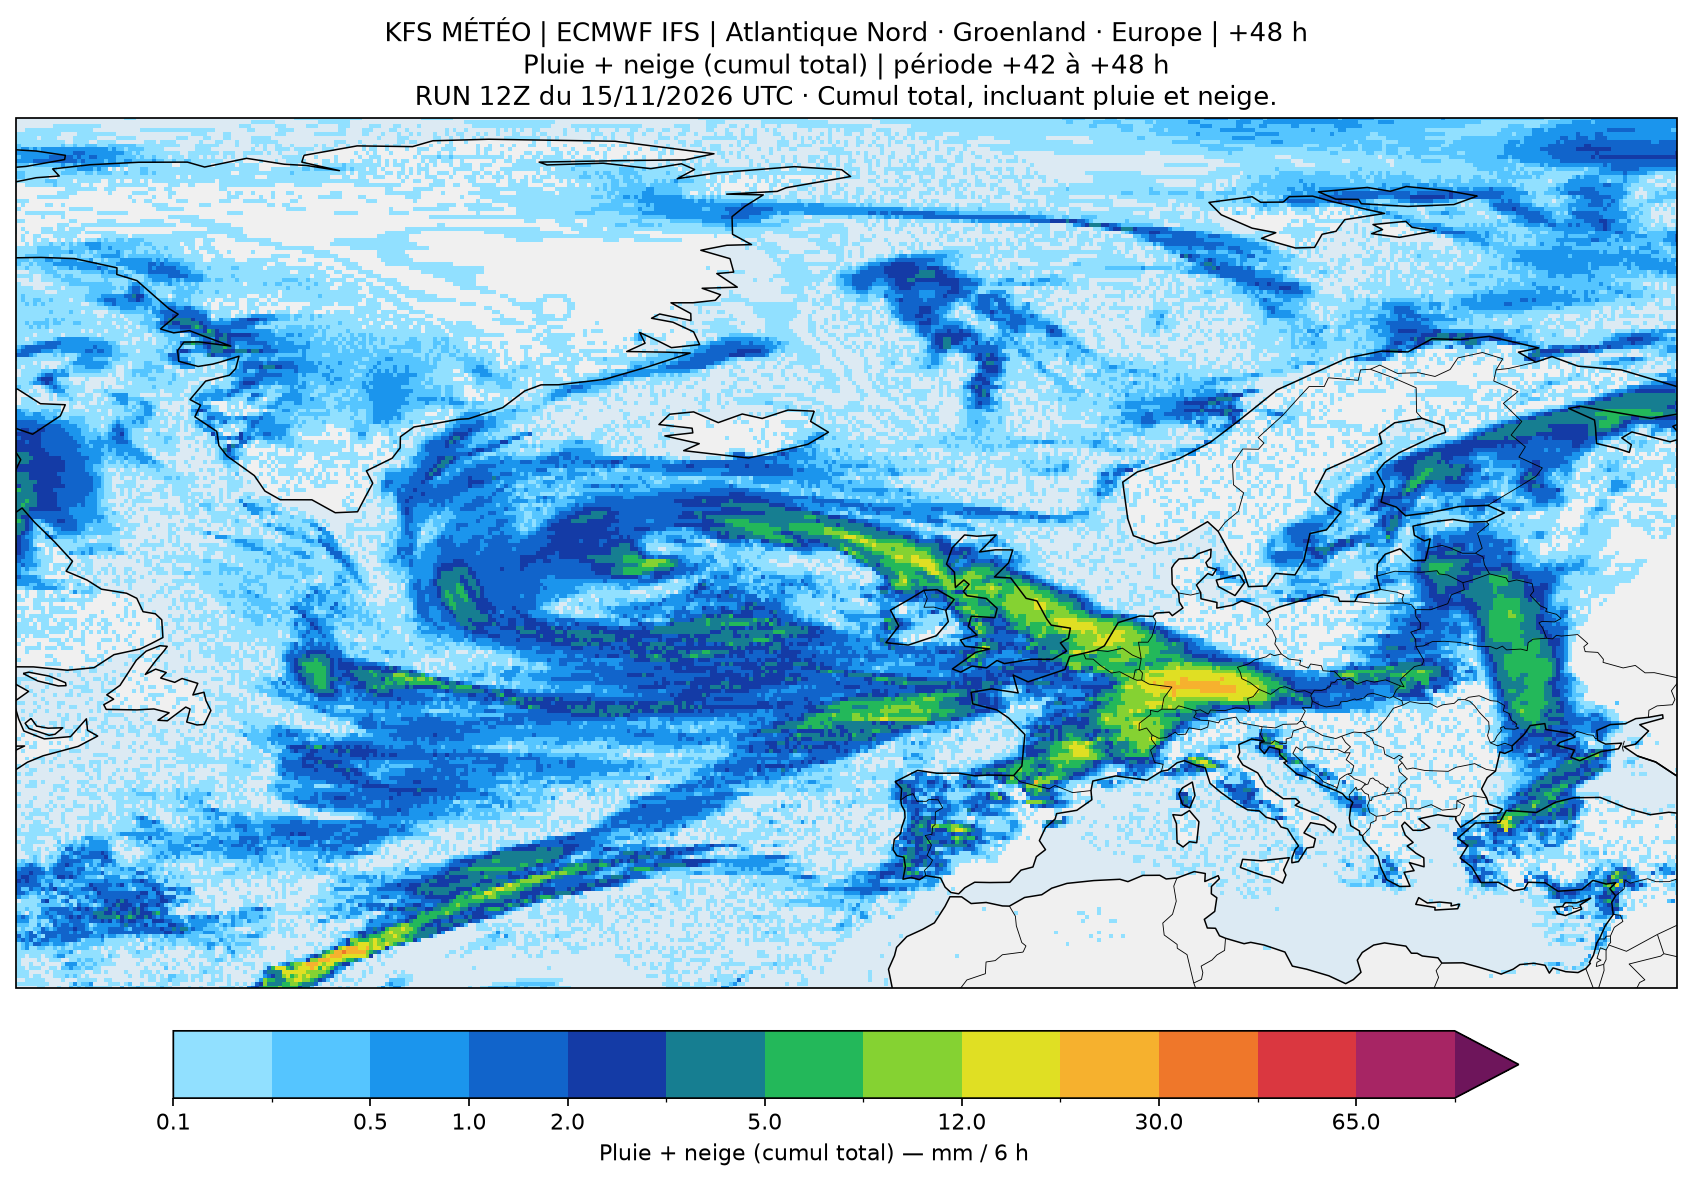 KFS MÉTÉO | ECMWF IFS | Atlantique Nord · Groenland · Europe | +48 h
Pluie + neige (cumul total) | période +42 à +48 h
RUN 12Z du 15/11/2026 UTC · Cumul total, incluant pluie et neige.
0.1 0.5 1.0 2.0 5.0 12.0 30.0 65.0
Pluie + neige (cumul total) — mm / 6 h